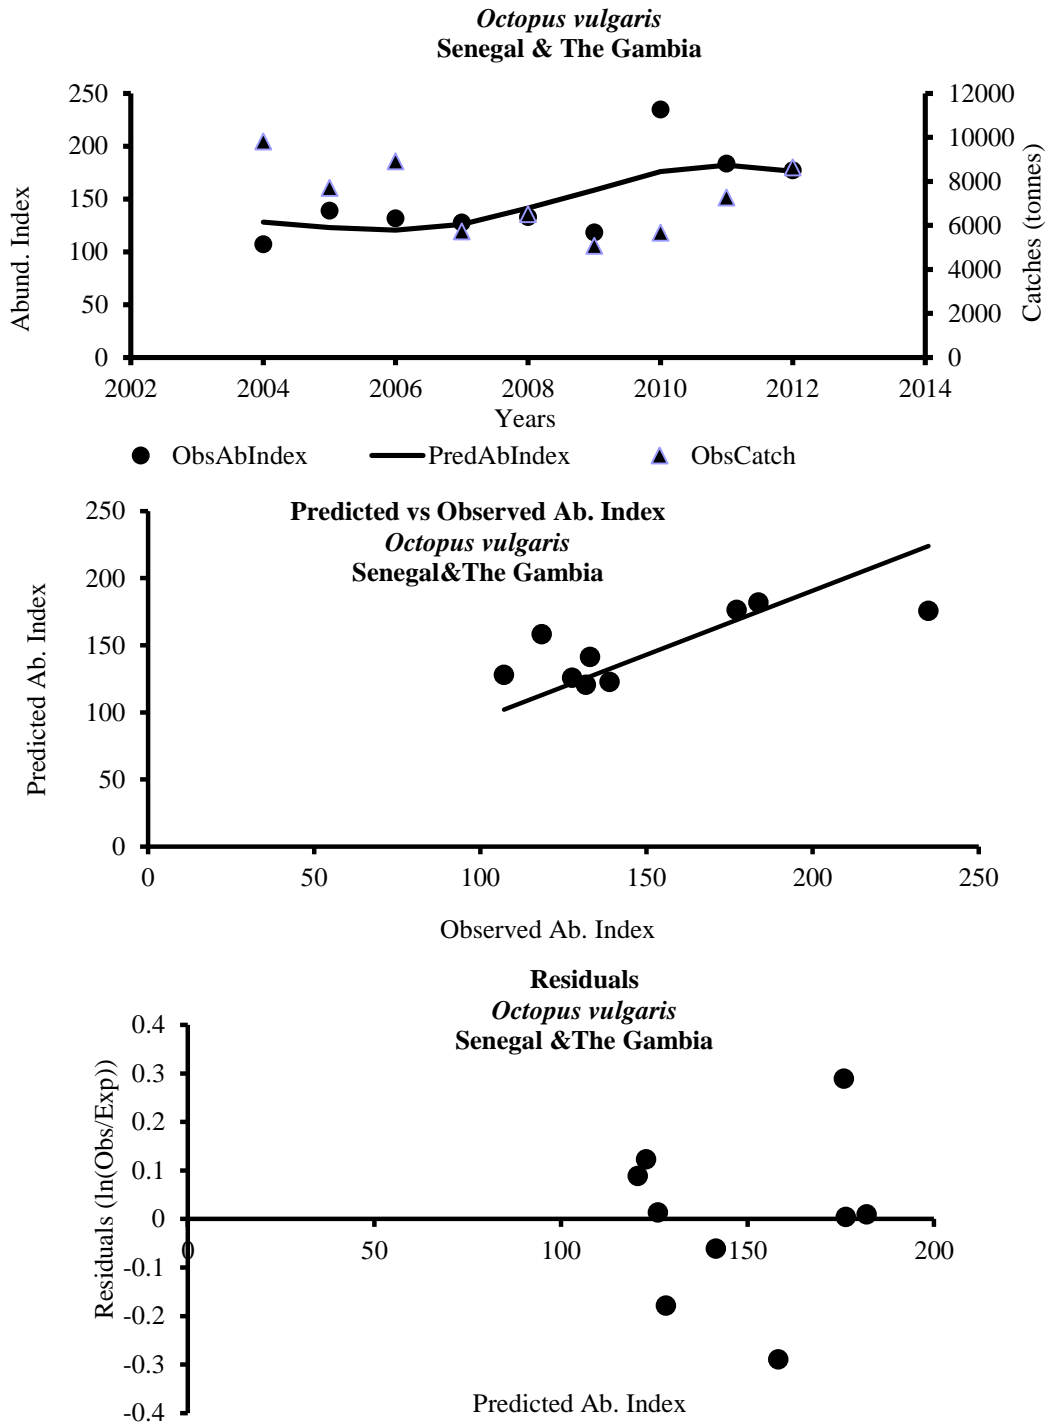 Octopus vulgaris
Senegal & The Gambia
250
200
150
100
50
0
Abund. Index
12000
10000
8000
6000
4000
2000
0
Catches (tonnes)
2002 2004 2006 2008 2010 2012 2014
Years
ObsAbIndex PredAbIndex ObsCatch
Predicted vs Observed Ab. Index
Octopus vulgaris
Senegal&The Gambia
250
200
150
100
50
0
Predicted Ab. Index
0 50 100 150 200 250
Observed Ab. Index
Residuals
Octopus vulgaris
Senegal &The Gambia
0.4
0.3
0.2
0.1
0
-0.1
-0.2
-0.3
-0.4
Residuals (ln(Obs/Exp))
0 50 100 150 200
Predicted Ab. Index